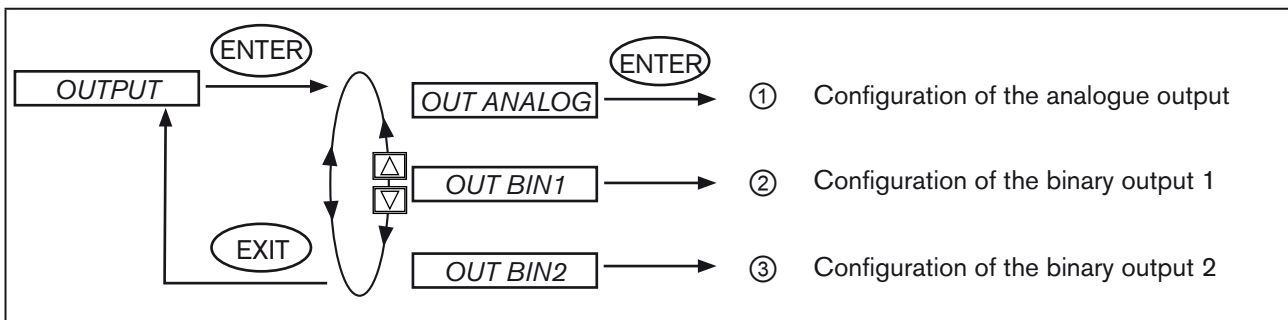 ENTER
OUTPUT
ENTER
OUT ANALOG
① Configuration of the analogue output
OUT BIN1
② Configuration of the binary output 1
EXIT
OUT BIN2
③ Configuration of the binary output 2